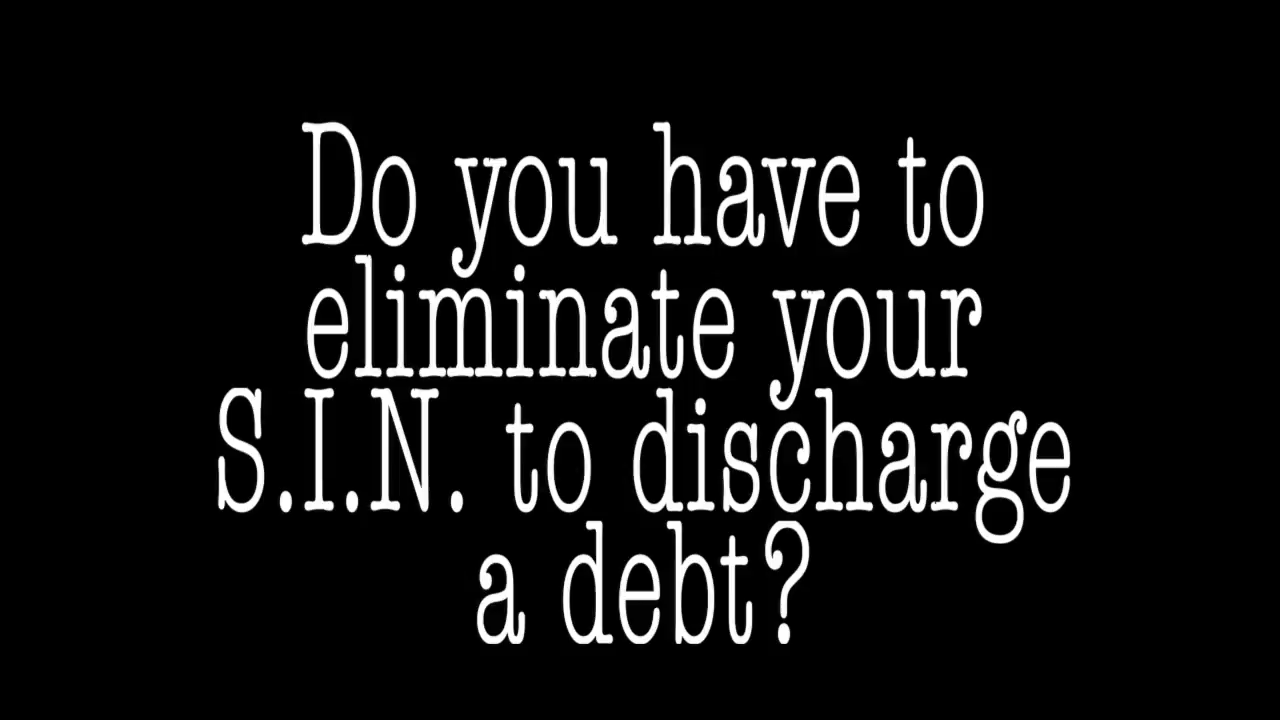 Do you have to
eliminate your
S.I.N. to discharge
a debt?